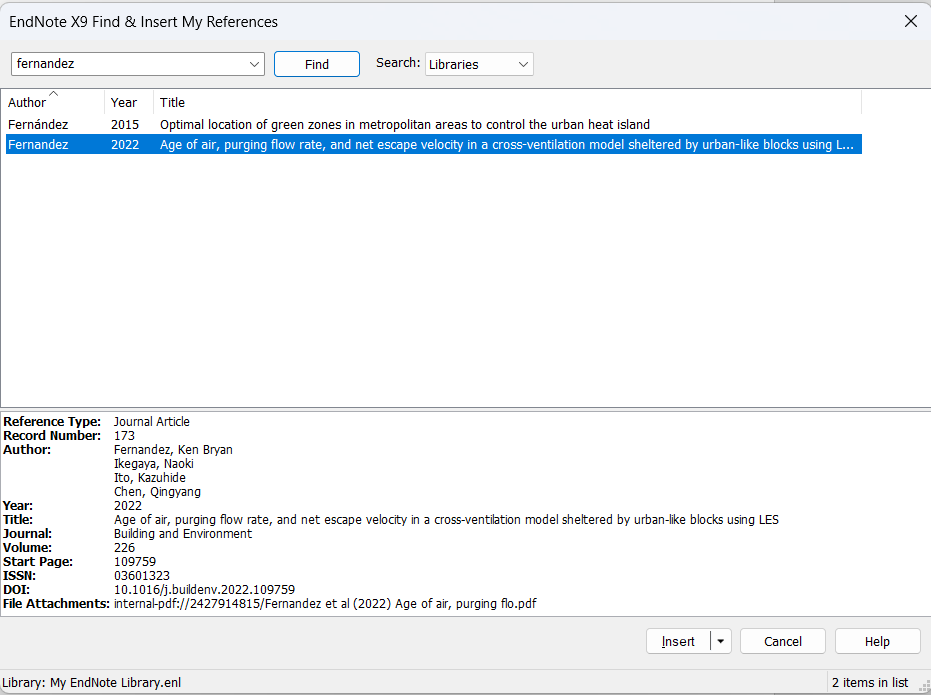 EndNote X9 Find & Insert My References
fernandez
Find
Search:
Libraries
Author Year Title
Fernández 2015 Optimal location of green zones in metropolitan areas to control the urban heat island
Fernandez 2022 Age of air, purging flow rate, and net escape velocity in a cross-ventilation model sheltered by urban-like blocks using L...
Reference Type: Journal Article
Record Number: 173
Author: Fernandez, Ken Bryan
Ikegaya, Naoki
Ito, Kazuhide
Chen, Qingyang
Year: 2022
Title: Age of air, purging flow rate, and net escape velocity in a cross-ventilation model sheltered by urban-like blocks using LES
Journal: Building and Environment
Volume: 226
Start Page: 109759
ISSN: 03601323
DOI: 10.1016/j.buildenv.2022.109759
File Attachments: internal-pdf://2427914815/Fernandez et al (2022) Age of air, purging flo.pdf
Insert
Cancel
Help
Library: My EndNote Library.enl
2 items in list